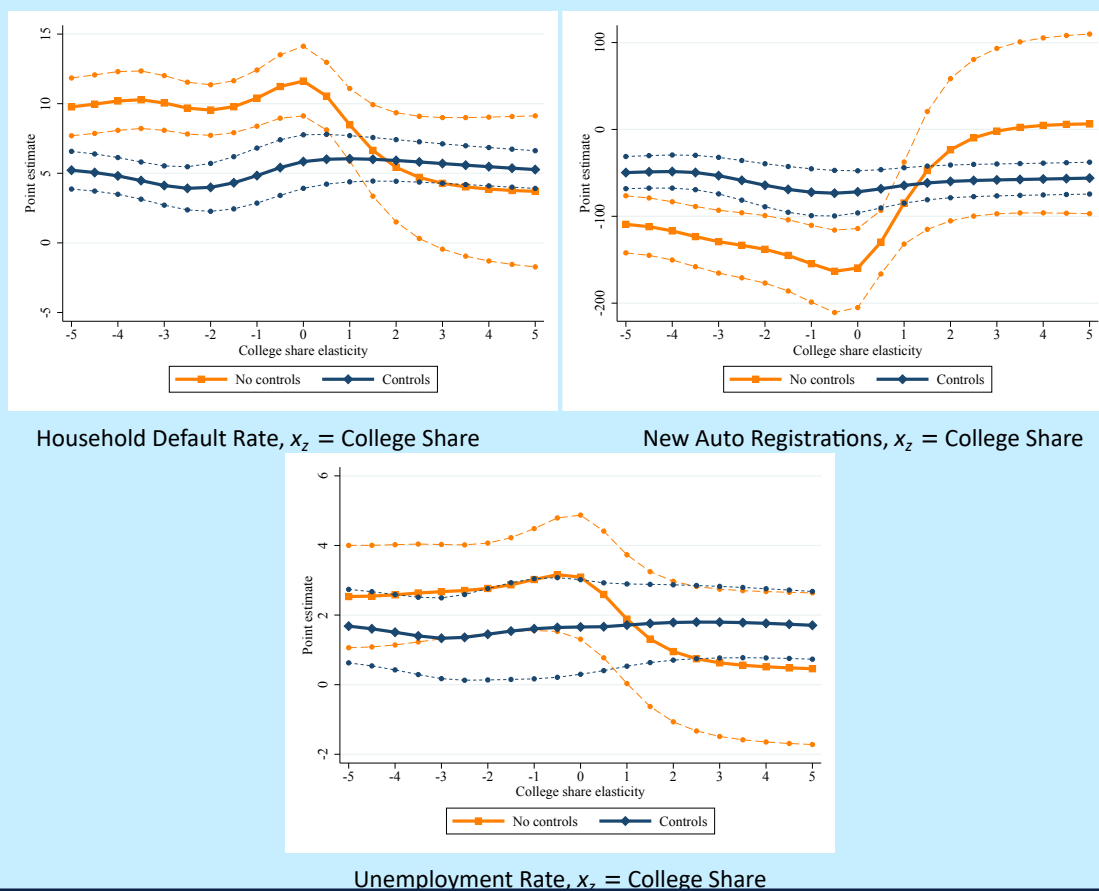 15
10
5
0
-5
Point estimate
-5 -4 -3 -2 -1 0 1 2 3 4 5
College share elasticity
No controls Controls
100
0
-100
-200
Point estimate
-5 -4 -3 -2 -1 0 1 2 3 4 5
College share elasticity
No controls Controls
Household Default Rate, x_z = College Share
New Auto Registrations, x_z = College Share
6
4
2
0
-2
Point estimate
-5 -4 -3 -2 -1 0 1 2 3 4 5
College share elasticity
No controls Controls
Unemployment Rate, x_z = College Share